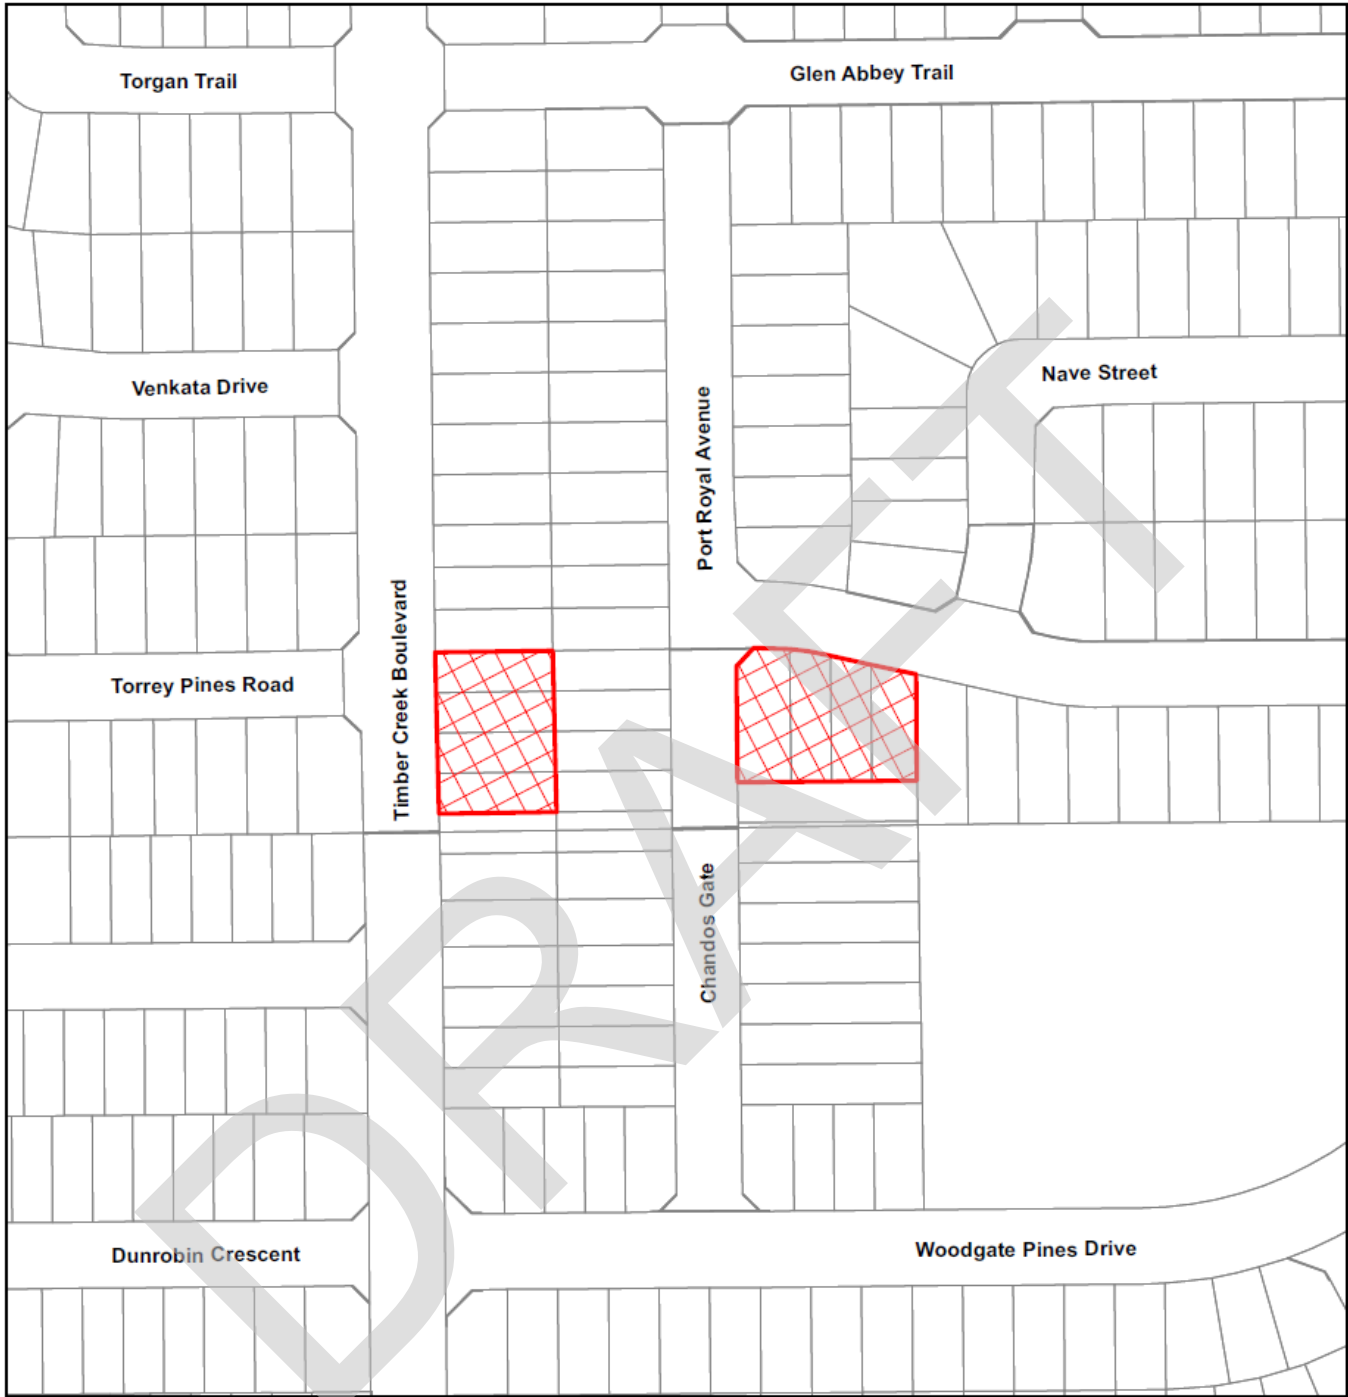 Torgan Trail
Glen Abbey Trail
Venkata Drive
Nave Street
Port Royal Avenue
Timber Creek Boulevard
Torrey Pines Road
Chandos Gate
Dunrobin Crescent
Woodgate Pines Drive
DRAFT